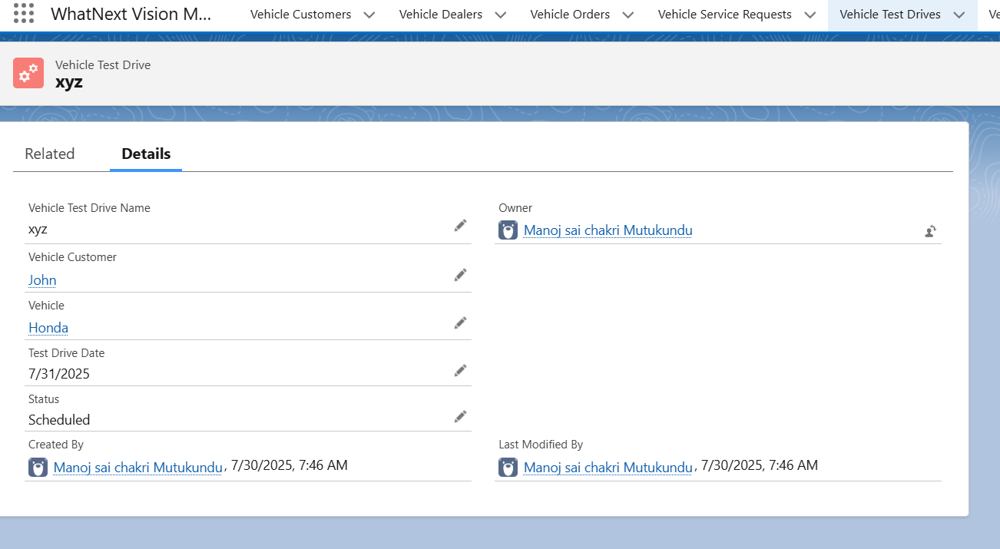 WhatNext Vision M... Vehicle Customers Vehicle Dealers Vehicle Orders Vehicle Service Requests Vehicle Test Drives
Vehicle Test Drive
xyz
Related Details
Vehicle Test Drive Name
xyz
Owner
Manoj sai chakri Mutukundu
Vehicle Customer
John
Vehicle
Honda
Test Drive Date
7/31/2025
Status
Scheduled
Created By
Manoj sai chakri Mutukundu, 7/30/2025, 7:46 AM
Last Modified By
Manoj sai chakri Mutukundu, 7/30/2025, 7:46 AM